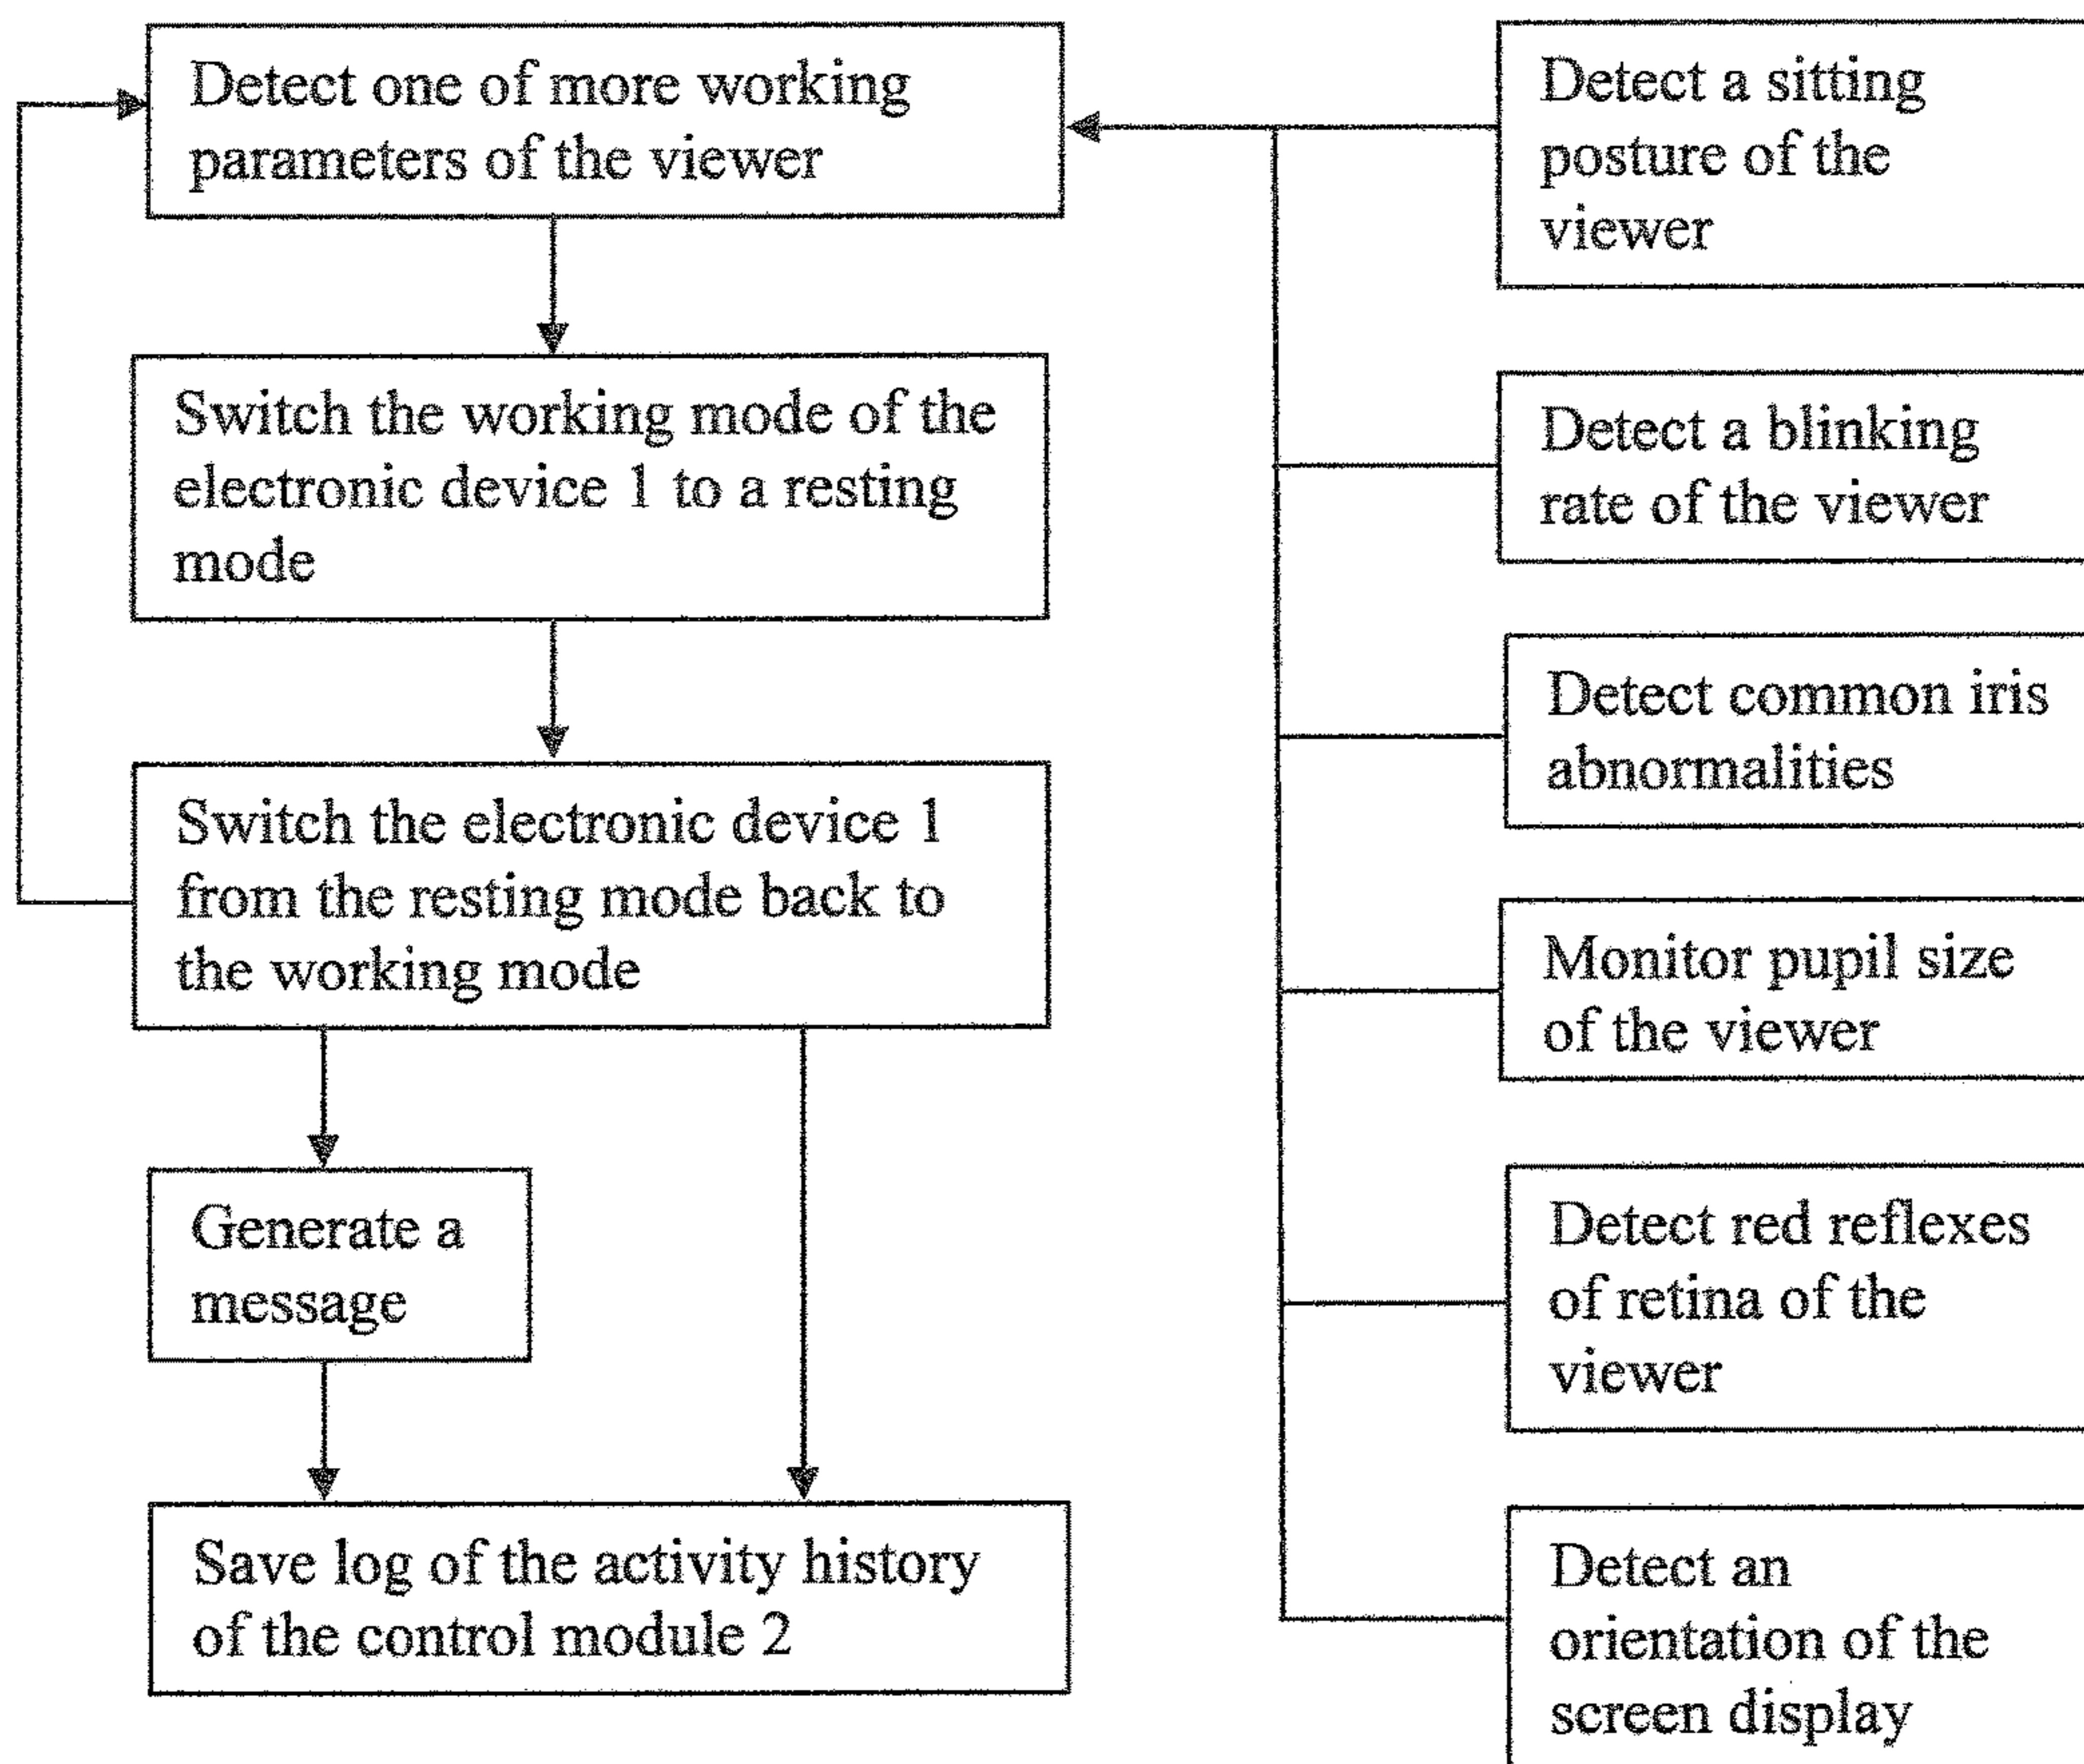 Detect one of more working
parameters of the viewer
Switch the working mode of the
electronic device 1 to a resting
mode
Switch the electronic device 1
from the resting mode back to
the working mode
Generate a
message
Save log of the activity history
of the control module 2
Detect a sitting
posture of the
viewer
Detect a blinking
rate of the viewer
Detect common iris
abnormalities
Monitor pupil size
of the viewer
Detect red reflexes
of retina of the
viewer
Detect an
orientation of the
screen display